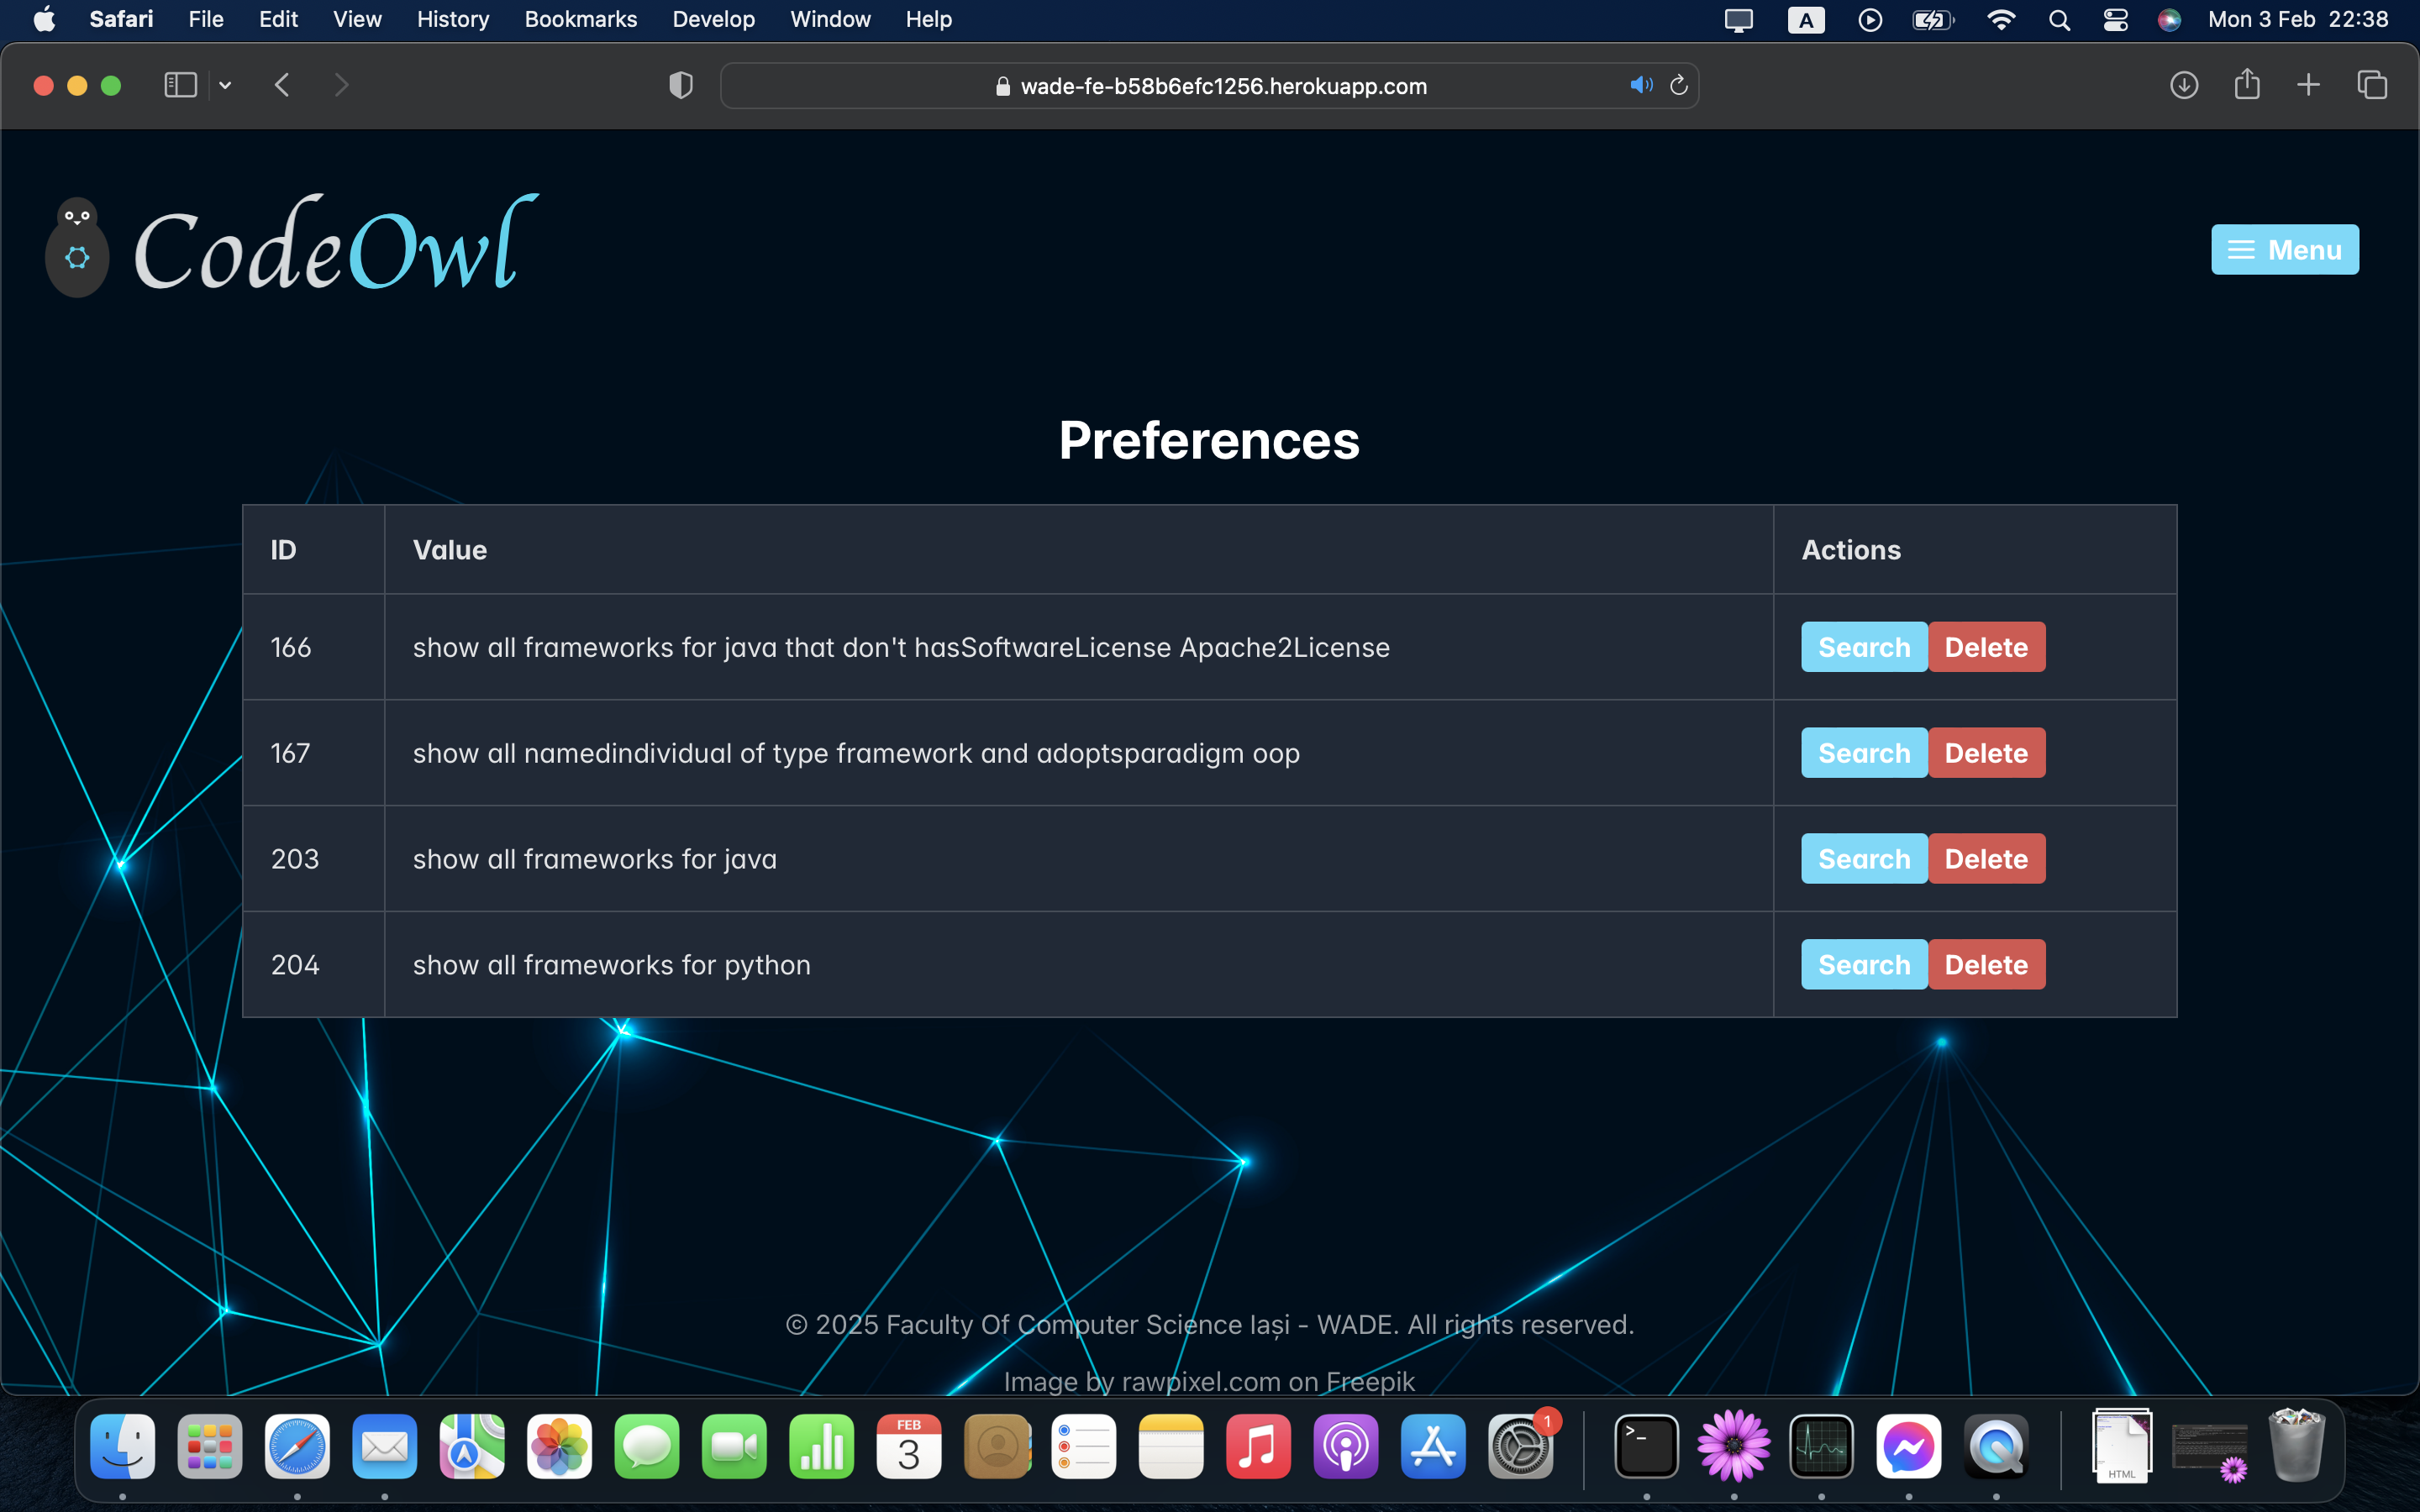 Safari File Edit View History Bookmarks Develop Window Help A Mon 3 Feb 22:38
wade-fe-b58b6efc1256.herokuapp.com
CodeOwl
Menu
Preferences
ID Value Actions
166 show all frameworks for java that don't hasSoftwareLicense Apache2License Search Delete
167 show all namedindividual of type framework and adoptsparadigm oop Search Delete
203 show all frameworks for java Search Delete
204 show all frameworks for python Search Delete
© 2025 Faculty Of Computer Science Iași - WADE. All rights reserved.
Image by rawpixel.com on Freepik
FEB
3
1
>_
HTML